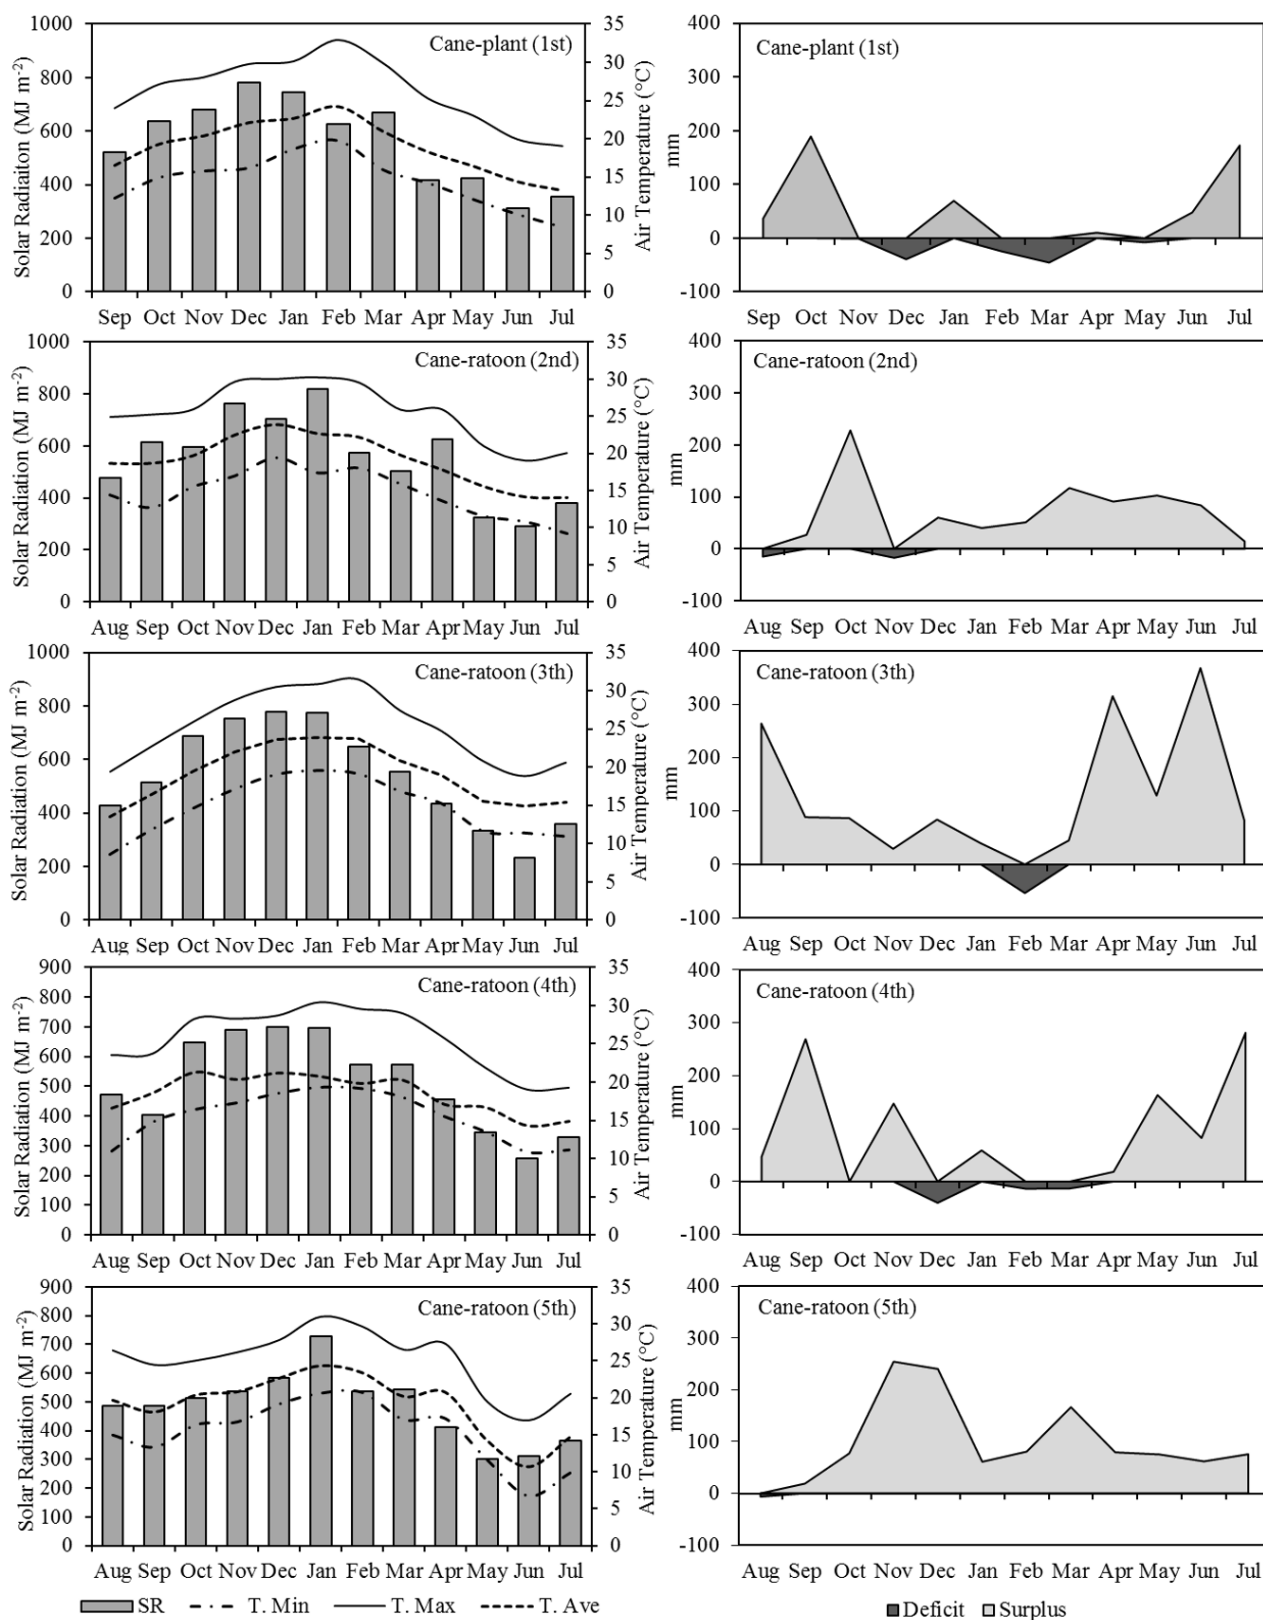 Cane-plant (1st)
Solar Radiaiton (MJ m-2)
1000
800
600
400
200
0
35
30
25
20
15
10
5
0
Air Temperature (°C)
Sep Oct Nov Dec Jan Feb Mar Apr May Jun Jul
Cane-plant (1st)
mm
400
300
200
100
0
-100
Sep Oct Nov Dec Jan Feb Mar Apr May Jun Jul
Cane-ratoon (2nd)
Solar Radiation (MJ m-2)
1000
800
600
400
200
0
35
30
25
20
15
10
5
0
Air Temperature (°C)
Aug Sep Oct Nov Dec Jan Feb Mar Apr May Jun Jul
Cane-ratoon (2nd)
mm
400
300
200
100
0
-100
Aug Sep Oct Nov Dec Jan Feb Mar Apr May Jun Jul
Cane-ratoon (3th)
Solar Radiation (MJ m-2)
1000
800
600
400
200
0
35
30
25
20
15
10
5
0
Air Temperature (°C)
Aug Sep Oct Nov Dec Jan Feb Mar Apr May Jun Jul
Cane-ratoon (3th)
mm
400
300
200
100
0
-100
Aug Sep Oct Nov Dec Jan Feb Mar Apr May Jun Jul
Cane-ratoon (4th)
Solar Radiation (MJ m-2)
900
800
700
600
500
400
300
200
100
0
35
30
25
20
15
10
5
0
Air Temperature (°C)
Aug Sep Oct Nov Dec Jan Feb Mar Apr May Jun Jul
Cane-ratoon (4th)
mm
400
300
200
100
0
-100
Aug Sep Oct Nov Dec Jan Feb Mar Apr May Jun Jul
Cane-ratoon (5th)
Solar Radiation (MJ m-2)
900
800
700
600
500
400
300
200
100
0
35
30
25
20
15
10
5
0
Air Temperature (°C)
Aug Sep Oct Nov Dec Jan Feb Mar Apr May Jun Jul
SR T. Min T. Max T. Ave
Cane-ratoon (5th)
mm
400
300
200
100
0
-100
Aug Sep Oct Nov Dec Jan Feb Mar Apr May Jun Jul
Deficit Surplus